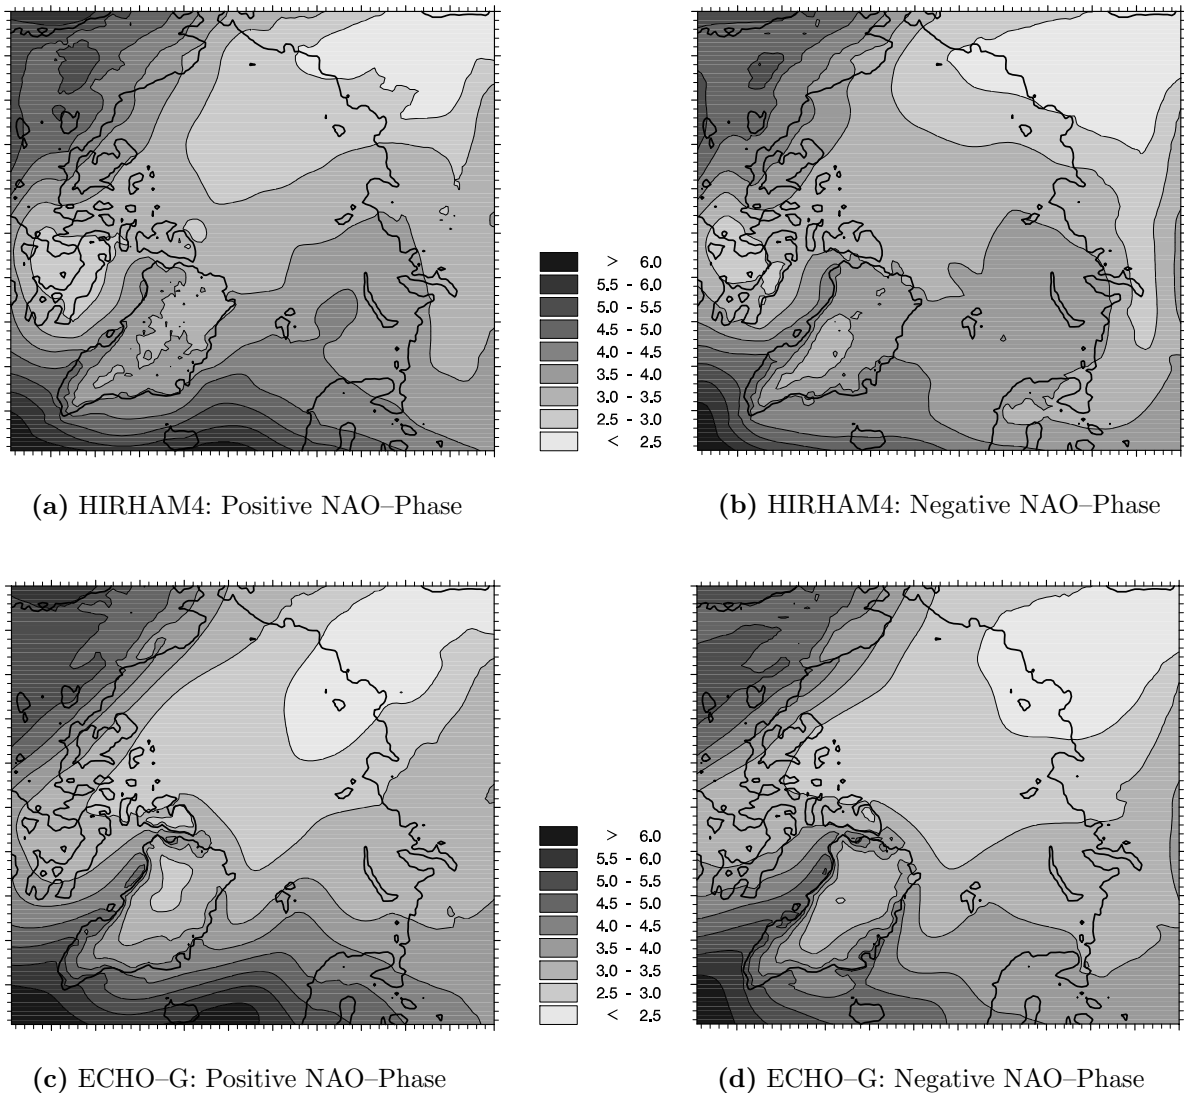 > 6.0
5.5 - 6.0
5.0 - 5.5
4.5 - 5.0
4.0 - 4.5
3.5 - 4.0
3.0 - 3.5
2.5 - 3.0
< 2.5
(a) HIRHAM4: Positive NAO–Phase
(b) HIRHAM4: Negative NAO–Phase
> 6.0
5.5 - 6.0
5.0 - 5.5
4.5 - 5.0
4.0 - 4.5
3.5 - 4.0
3.0 - 3.5
2.5 - 3.0
< 2.5
(c) ECHO–G: Positive NAO–Phase
(d) ECHO–G: Negative NAO–Phase